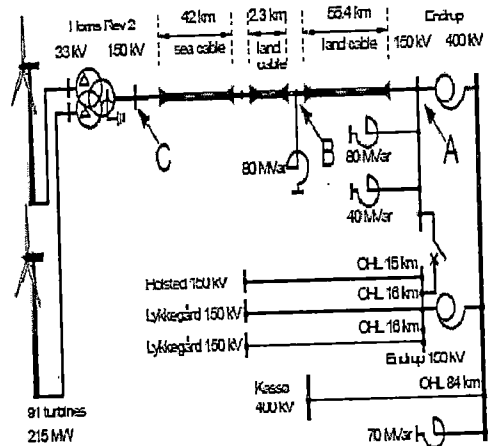 Horns Rev 2
33 kV
150 kV
42 km
sea cable
2.3 km
land
cable
55.4 km
land cable
Endrup
150 kV
400 kV
C
B
A
80 MVar
80 MVar
40 MVar
OHL 15 km
Holsted 150 kV
OHL 16 km
Lykkegård 150 kV
OHL 16 km
Lykkegård 150 kV
Endrup 150 kV
Kassø
400 kV
OHL 84 km
91 turbines
215 MW
70 MVar